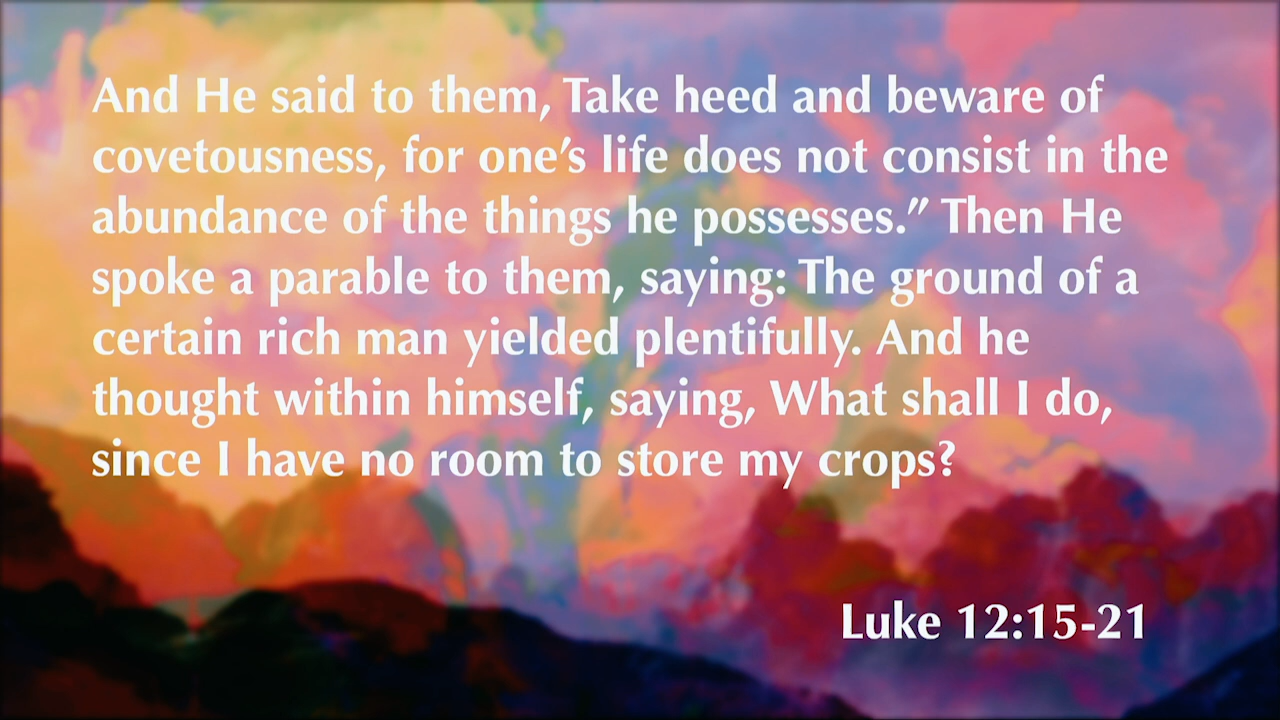 And He said to them, Take heed and beware of
covetousness, for one’s life does not consist in the
abundance of the things he possesses.” Then He
spoke a parable to them, saying: The ground of a
certain rich man yielded plentifully. And he
thought within himself, saying, What shall I do,
since I have no room to store my crops?
Luke 12:15-21